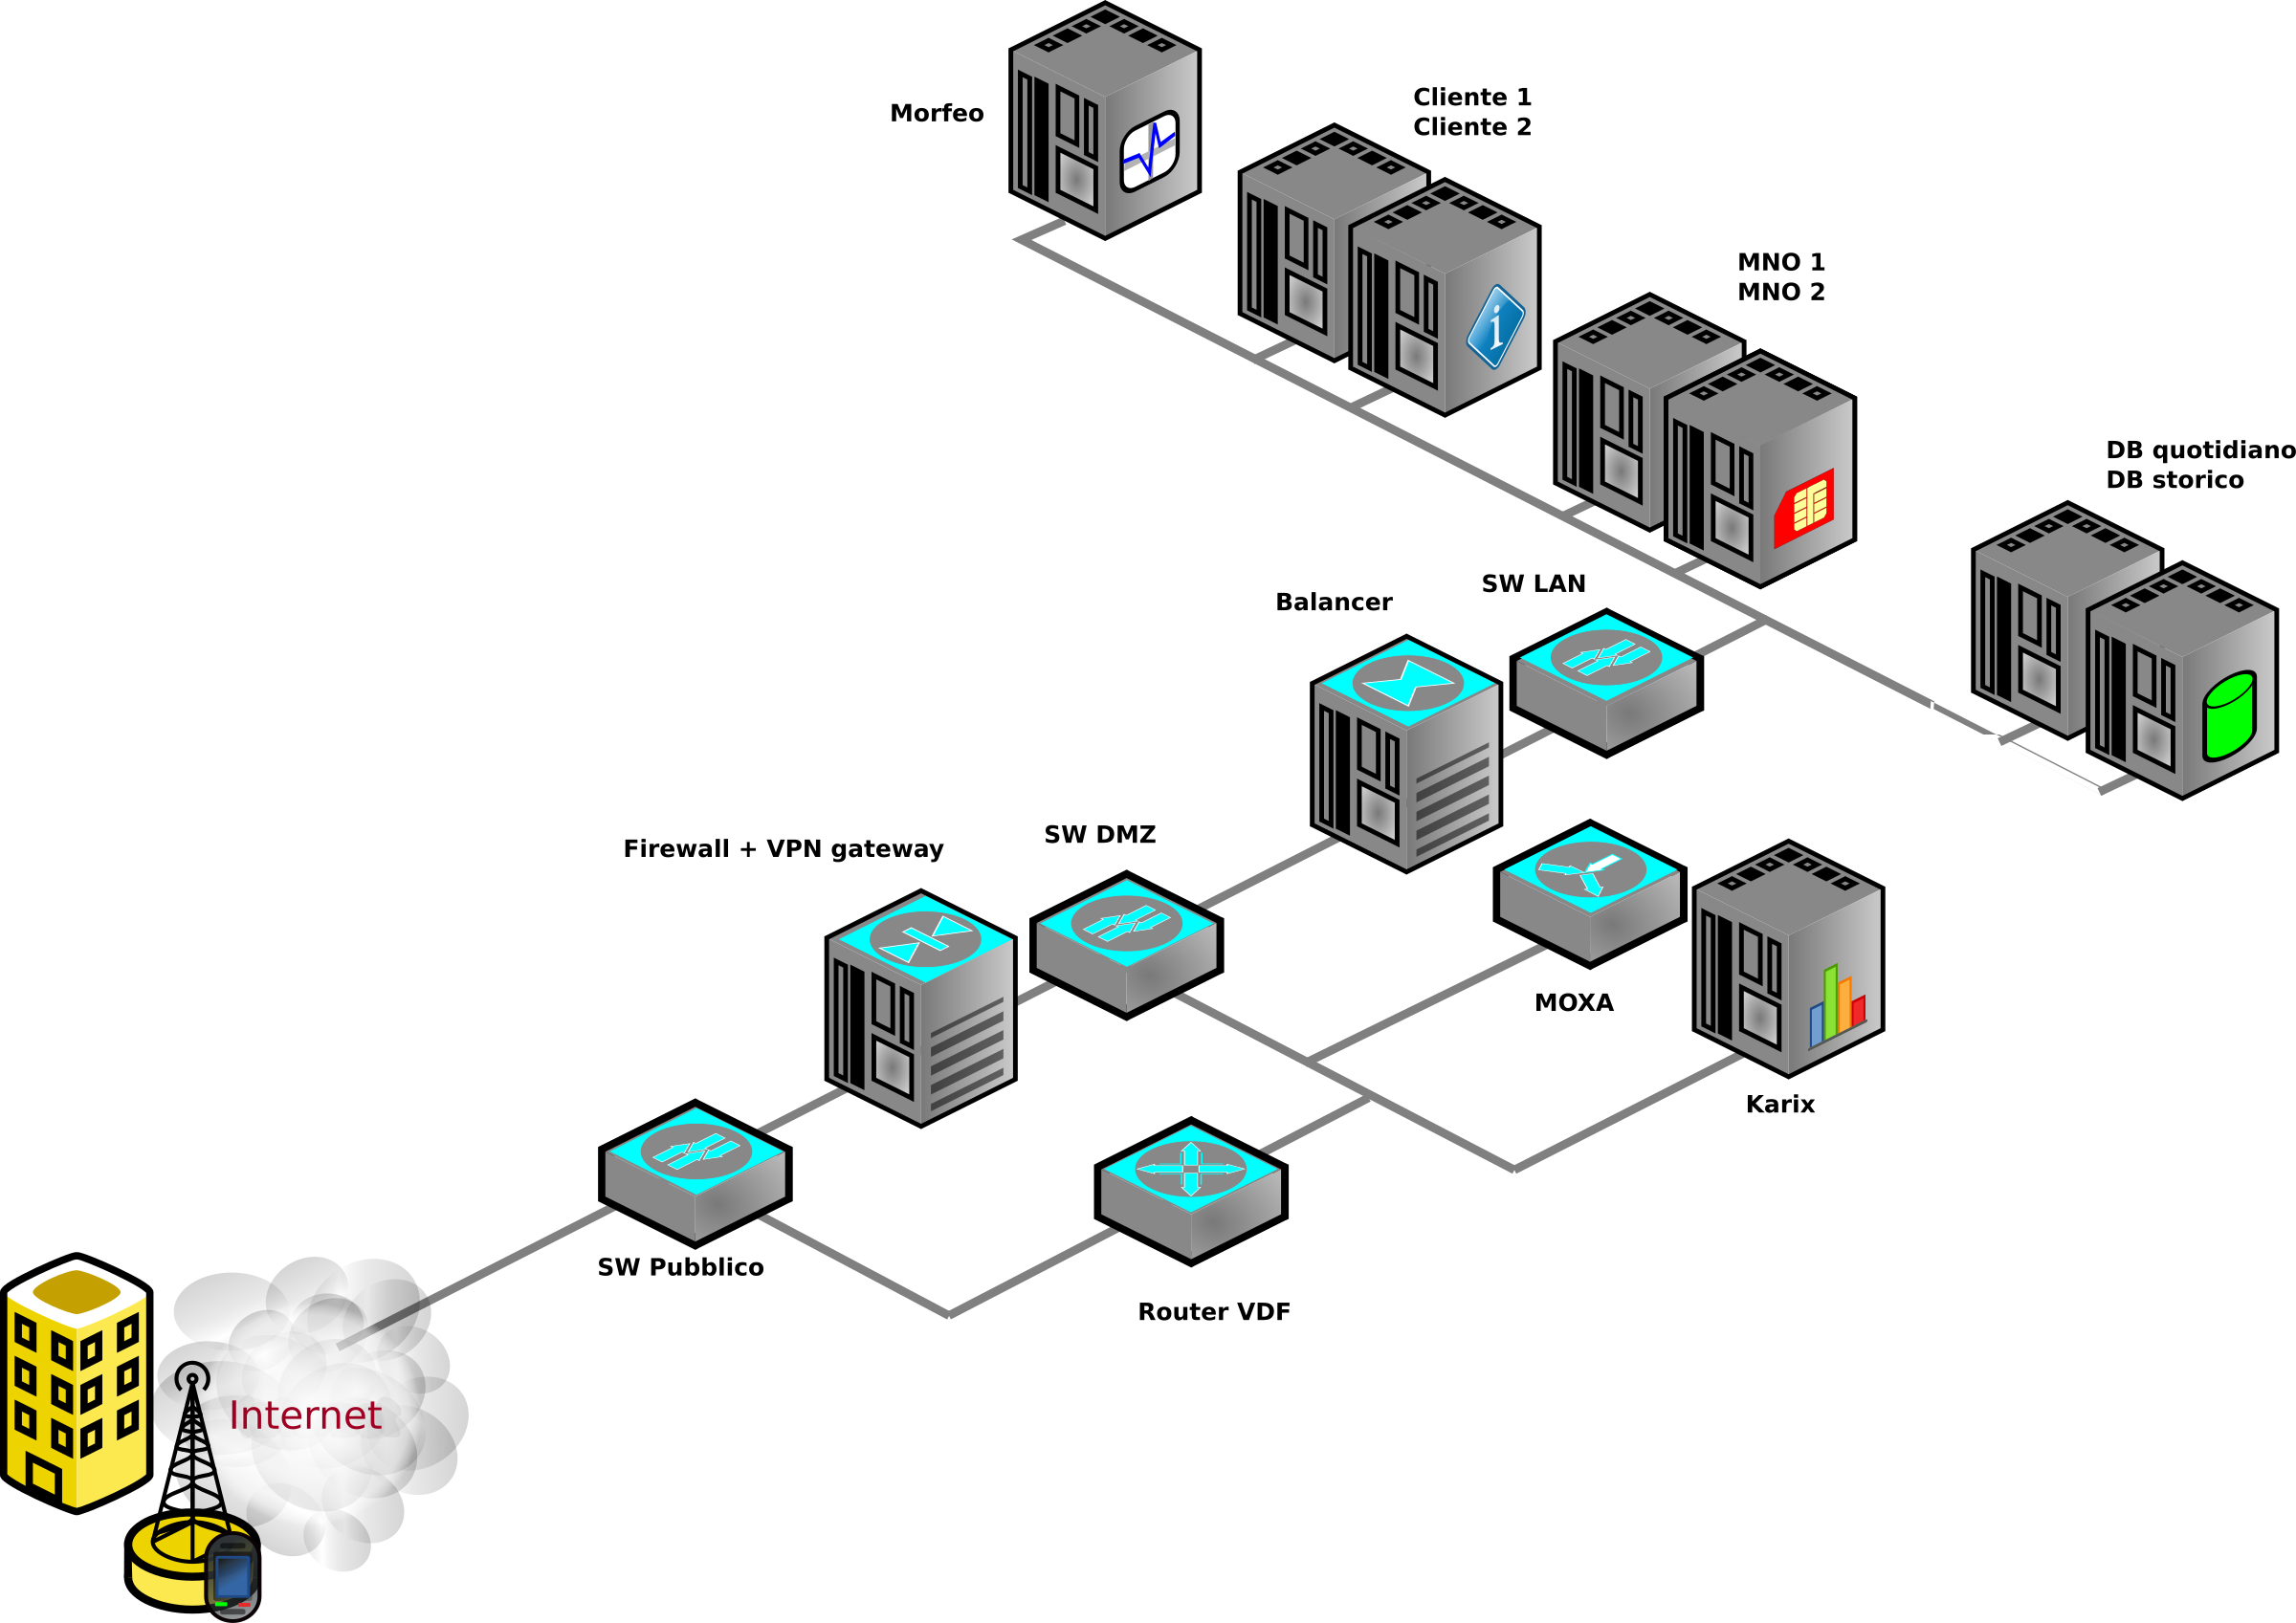 Morfeo
Cliente 1
Cliente 2
MNO 1
MNO 2
DB quotidiano
DB storico
SW LAN
Balancer
SW DMZ
Firewall + VPN gateway
MOXA
Karix
SW Pubblico
Router VDF
Internet